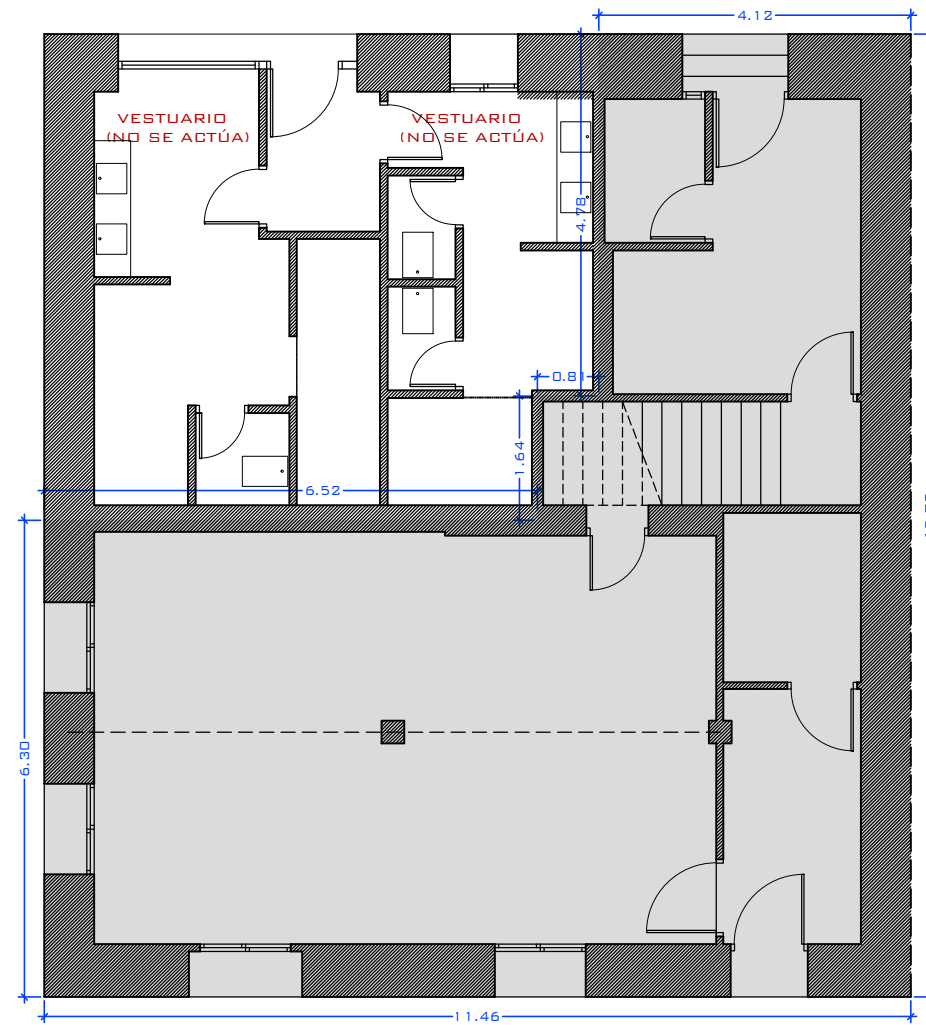 4.12
VESTUARIO
(NO SE ACTÚA)
VESTUARIO
(NO SE ACTÚA)
4.78
0.81
1.64
6.52
6.30
11.46